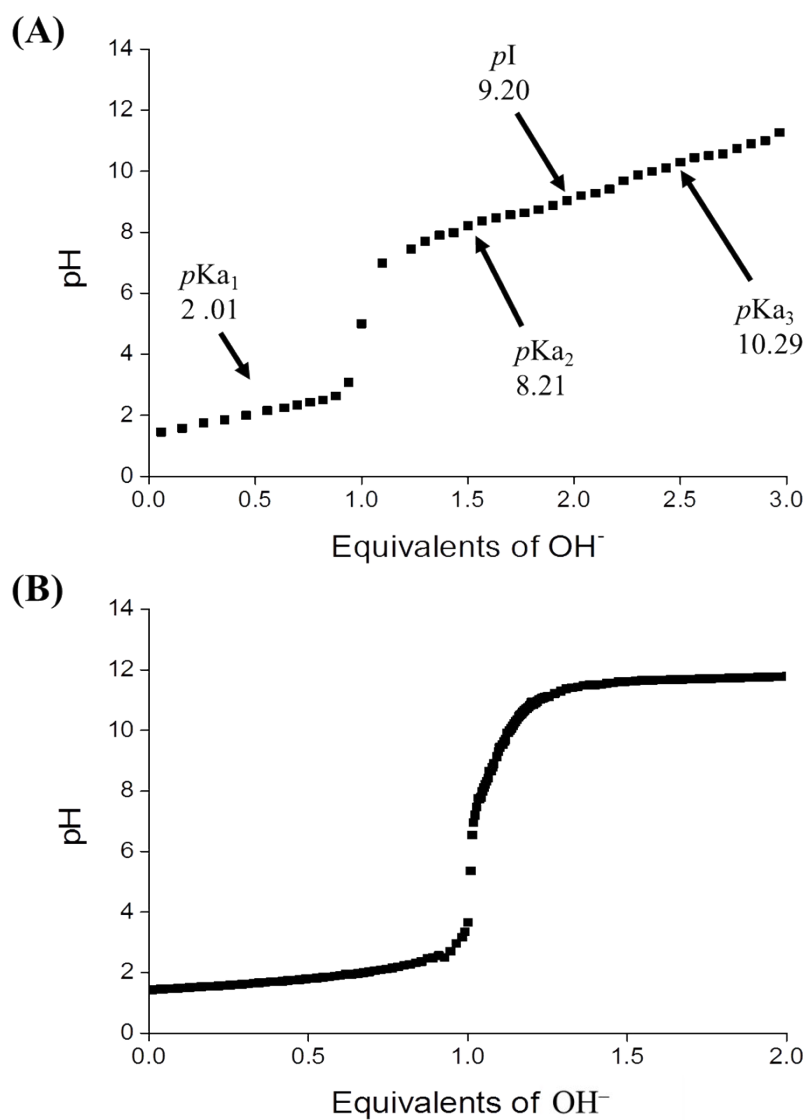 (A)
14
12
10
8
6
4
2
0
pH
pI
9.20
pKa₁
2 .01
pKa₂
8.21
pKa₃
10.29
0.0 0.5 1.0 1.5 2.0 2.5 3.0
Equivalents of OH⁻
(B)
14
12
10
8
6
4
2
0
pH
0.0 0.5 1.0 1.5 2.0
Equivalents of OH⁻